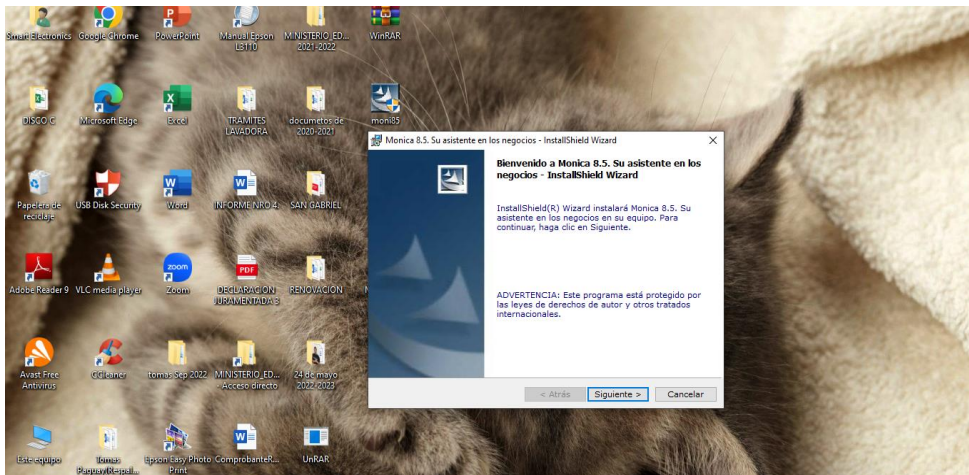 Smart Electronics
Google Chrome
PowerPoint
Manual Epson
L3110
MINISTERIO_ED...
2021-2022
WinRAR
DISCO C
Microsoft Edge
Excel
TRAMITES
LAVADORA
documetos de
2020-2021
moni85
Papelera de
reciclaje
USB Disk Security
Word
INFORME NRO 4.
SAN GABRIEL
Adobe Reader 9
VLC media player
zoom
Zoom
PDF
DECLARACION
JURAMENTADA 3
RENOVACION
Avast Free
Antivirus
CCleaner
tomas Sep 2022
MINISTERIO_ED...
- Acceso directo
24 de mayo
2022-2023
Este equipo
Tomas
Paguay(Respal...
Epson Easy Photo
Print
ComprobanteR...
UnRAR
Monica 8.5. Su asistente en los negocios - InstallShield Wizard
Bienvenido a Monica 8.5. Su asistente en los
negocios - InstallShield Wizard
InstallShield(R) Wizard instalará Monica 8.5. Su
asistente en los negocios en su equipo. Para
continuar, haga clic en Siguiente.
ADVERTENCIA: Este programa está protegido por
las leyes de derechos de autor y otros tratados
internacionales.
< Atrás
Siguiente >
Cancelar